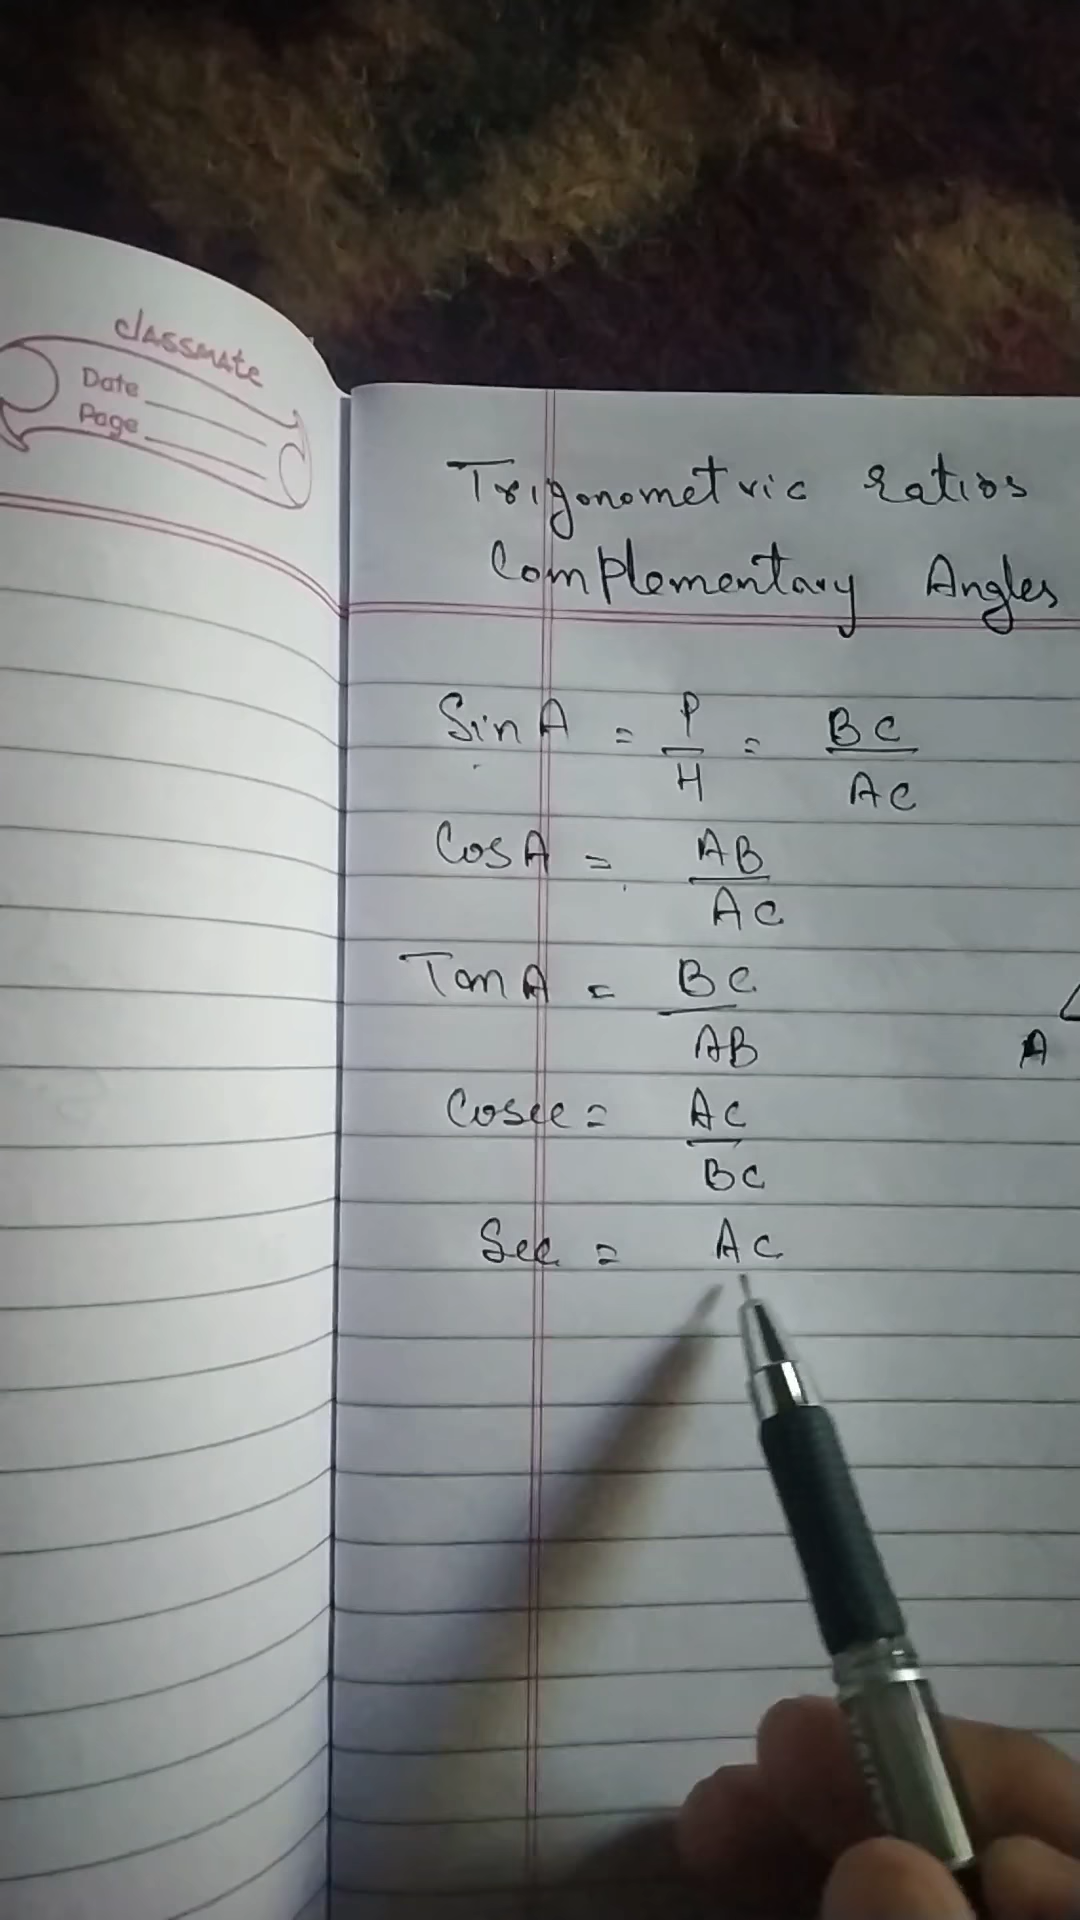 classmate
Date
Page
Trigonometric ratios
Complementary Angles
Sin A = P/H = BC/AC
Cos A = AB/AC
Tan A = BC/AB
Cosec = AC/BC
Sec = AC
A